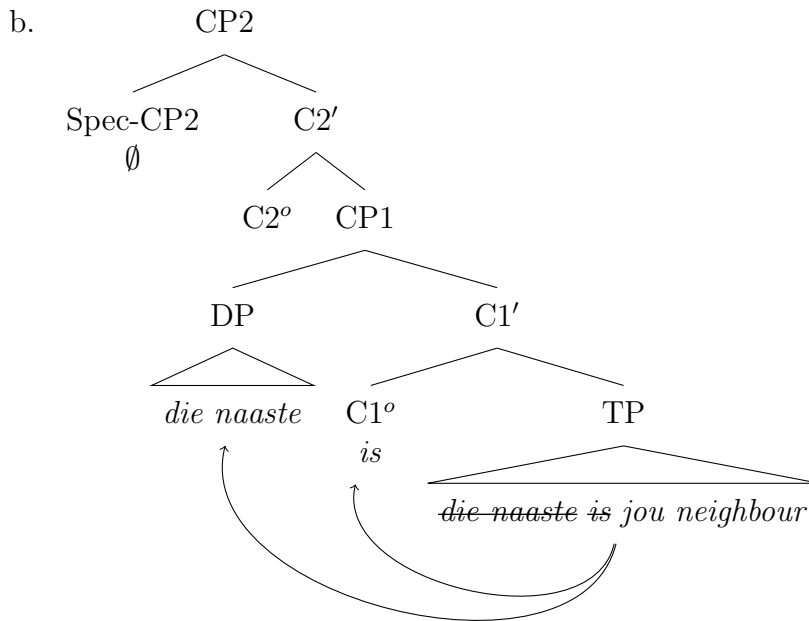 b. CP2
Spec-CP2 C2′
∅
C2ᵒ CP1
DP C1′
die naaste C1ᵒ TP
is
die naaste is jou neighbour